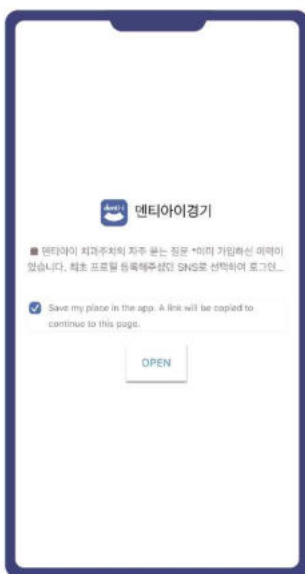 denti-i
덴티아이경기
■ 덴티아이 치과주치의 자주 묻는 질문 *이미 가입하신 이력이
있습니다. 최초 프로필 등록해주셨던 SNS로 선택하여 로그인...
Save my place in the app. A link will be copied to
continue to this page.
OPEN